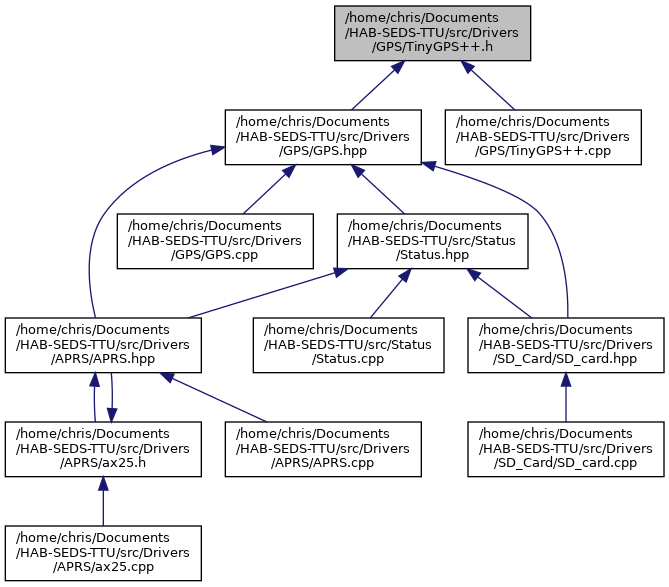 /home/chris/Documents
/HAB-SEDS-TTU/src/Drivers
/GPS/TinyGPS++.h
/home/chris/Documents
/HAB-SEDS-TTU/src/Drivers
/GPS/GPS.hpp
/home/chris/Documents
/HAB-SEDS-TTU/src/Drivers
/GPS/TinyGPS++.cpp
/home/chris/Documents
/HAB-SEDS-TTU/src/Drivers
/GPS/GPS.cpp
/home/chris/Documents
/HAB-SEDS-TTU/src/Status
/Status.hpp
/home/chris/Documents
/HAB-SEDS-TTU/src/Drivers
/APRS/APRS.hpp
/home/chris/Documents
/HAB-SEDS-TTU/src/Status
/Status.cpp
/home/chris/Documents
/HAB-SEDS-TTU/src/Drivers
/SD_Card/SD_card.hpp
/home/chris/Documents
/HAB-SEDS-TTU/src/Drivers
/APRS/ax25.h
/home/chris/Documents
/HAB-SEDS-TTU/src/Drivers
/APRS/APRS.cpp
/home/chris/Documents
/HAB-SEDS-TTU/src/Drivers
/SD_Card/SD_card.cpp
/home/chris/Documents
/HAB-SEDS-TTU/src/Drivers
/APRS/ax25.cpp